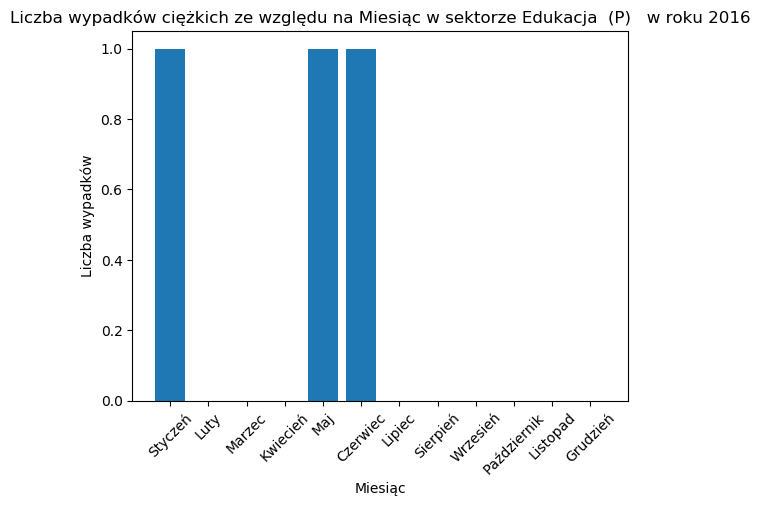 Liczba wypadków ciężkich ze względu na Miesiąc w sektorze Edukacja  (P)   w roku 2016
1.0
0.8
0.6
0.4
0.2
0.0
Liczba wypadków
Styczeń
Luty
Marzec
Kwiecień
Maj
Czerwiec
Lipiec
Sierpień
Wrzesień
Październik
Listopad
Grudzień
Miesiąc